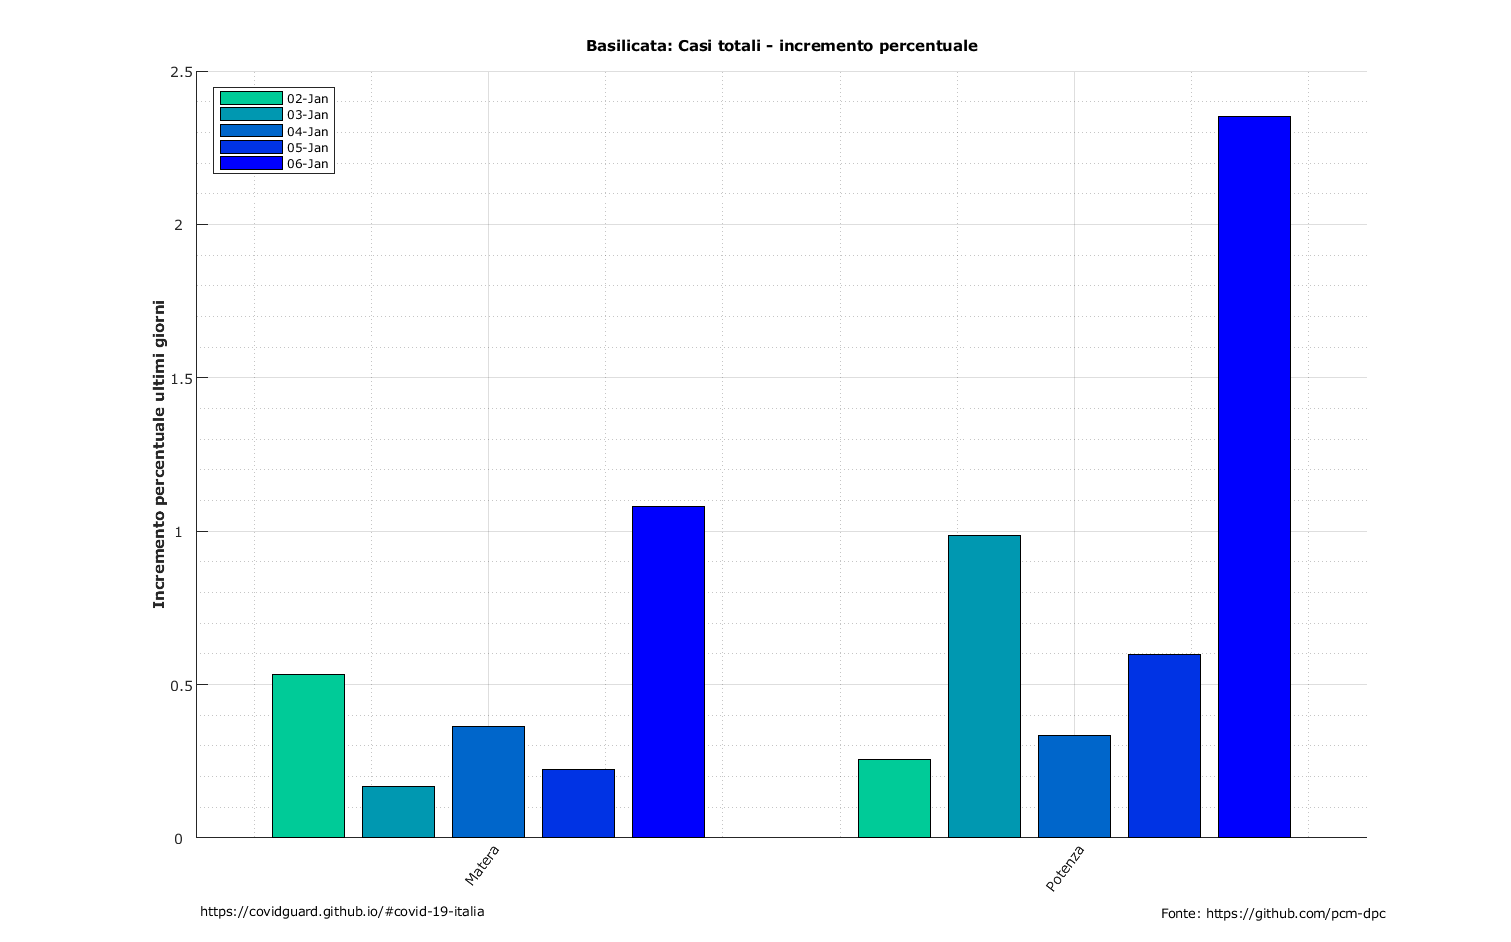 Basilicata: Casi totali - incremento percentuale
2.5
2
1.5
1
0.5
0
Incremento percentuale ultimi giorni
02-Jan
03-Jan
04-Jan
05-Jan
06-Jan
Matera
Potenza
https://covidguard.github.io/#covid-19-italia
Fonte: https://github.com/pcm-dpc